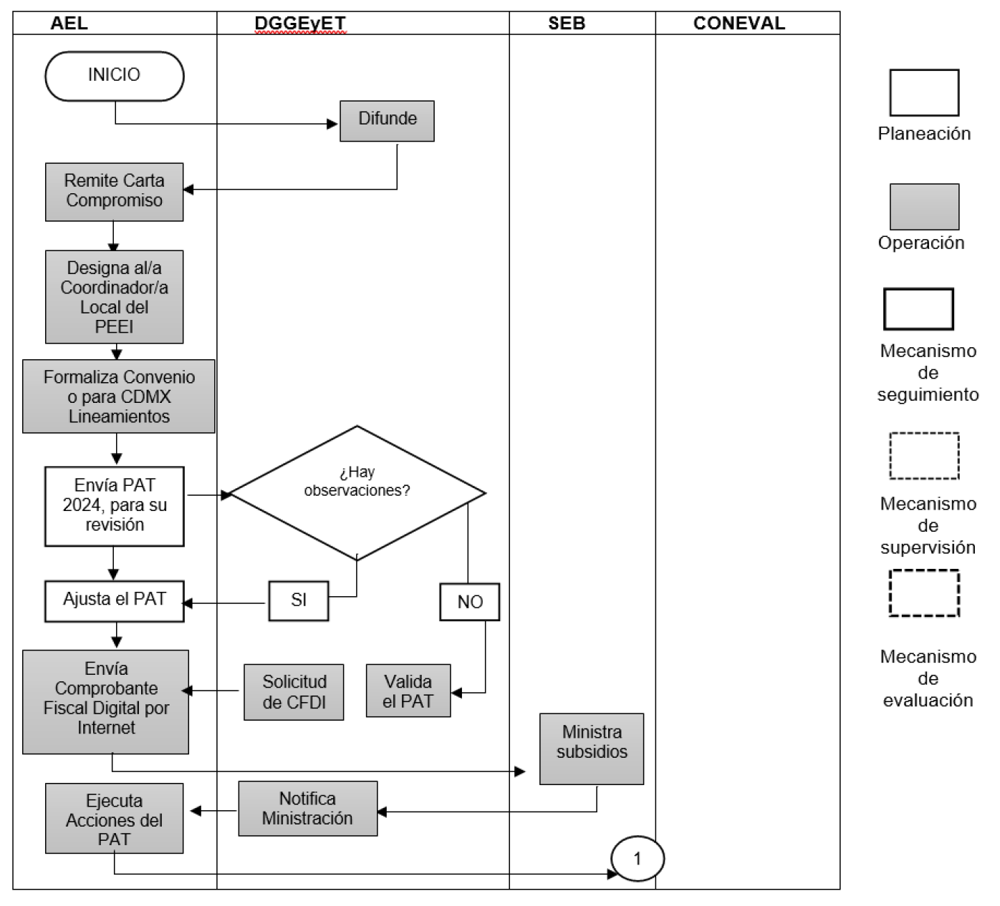 AEL
DGGEyET
SEB
CONEVAL
INICIO
Difunde
Remite Carta
Compromiso
Designa al/a
Coordinador/a
Local del
PEEI
Formaliza Convenio
o para CDMX
Lineamientos
Envía PAT
2024, para su
revisión
¿Hay
observaciones?
Ajusta el PAT
SI
NO
Envía
Comprobante
Fiscal Digital por
Internet
Solicitud
de CFDI
Valida
el PAT
Ministra
subsidios
Ejecuta
Acciones del
PAT
Notifica
Ministración
1
Planeación
Operación
Mecanismo
de
seguimiento
Mecanismo
de
supervisión
Mecanismo
de
evaluación